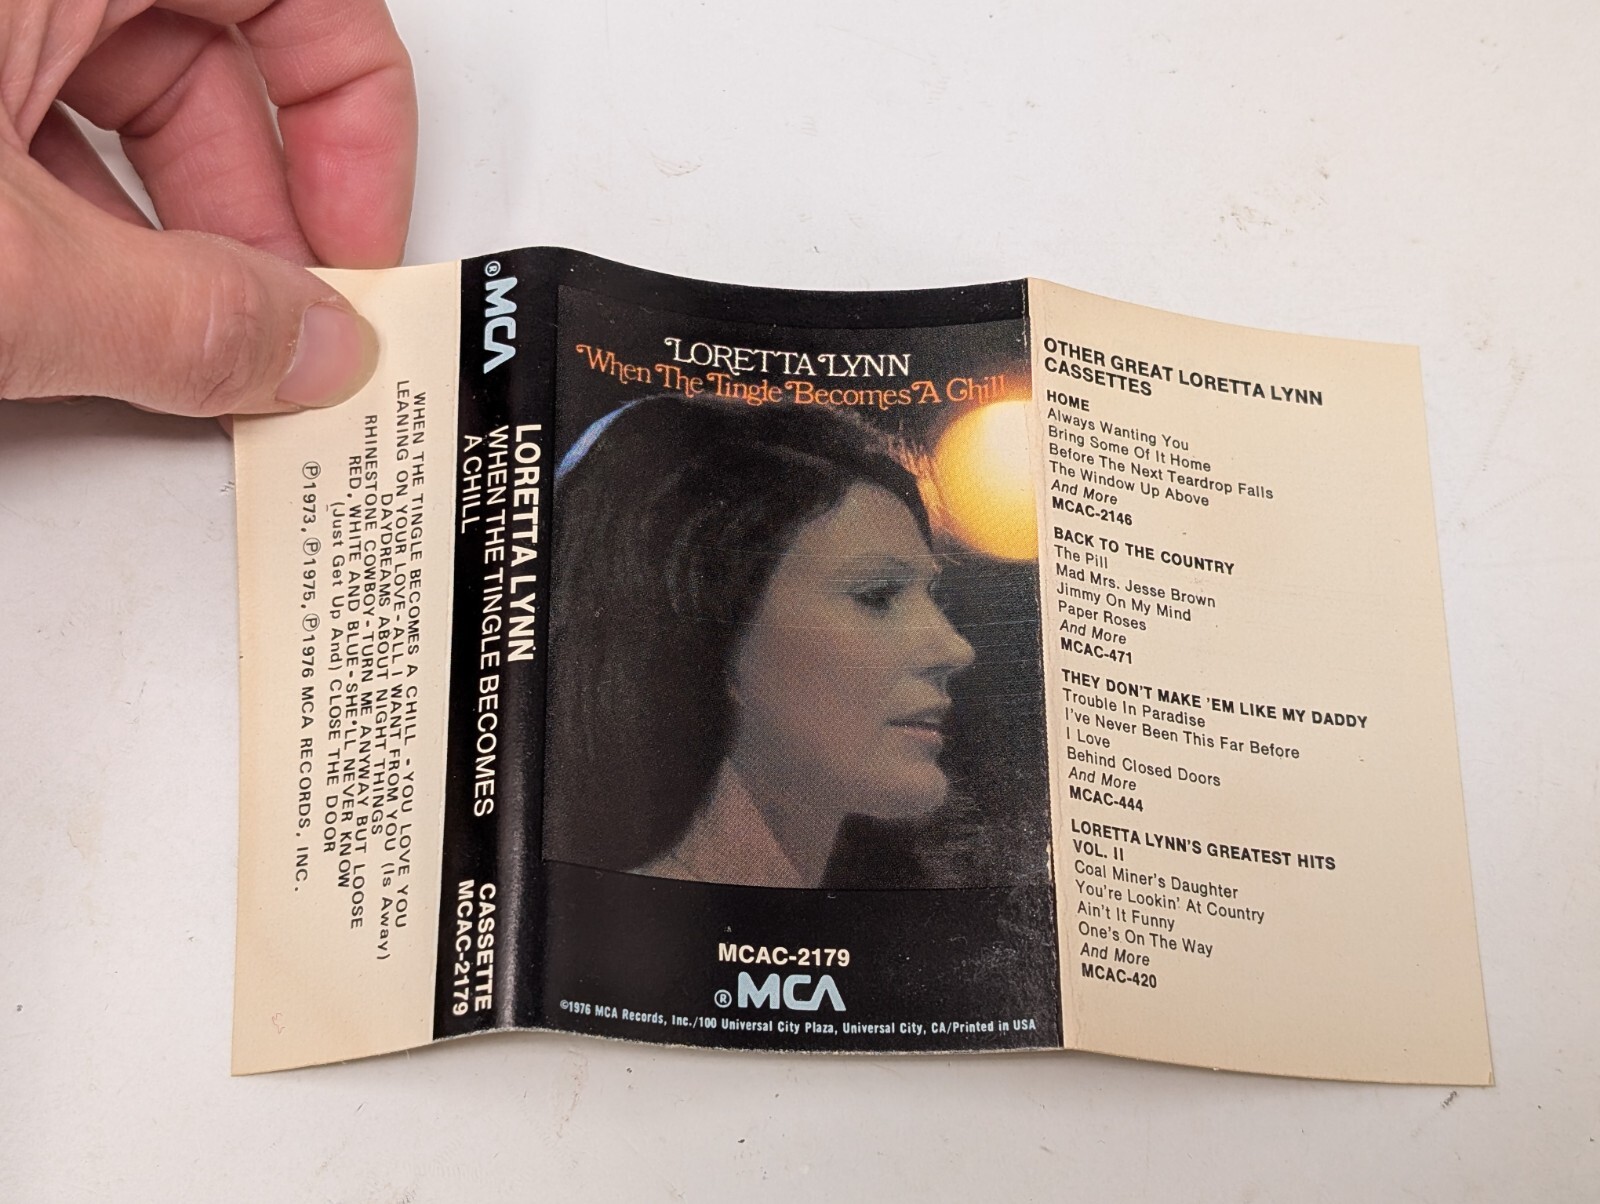 WHEN THE TINGLE BECOMES A CHILL - YOU LOVE YOU
LEANING ON YOUR LOVE - ALL I WANT FROM YOU (Is Away)
DAYDREAMS ABOUT NIGHT THINGS
RHINESTONE COWBOY - TURN ME ANYWAY BUT LOOSE
RED, WHITE AND BLUE - SHE'LL NEVER KNOW
(Just Get Up And) CLOSE THE DOOR
Ⓟ1973, Ⓟ1975, Ⓟ1976 MCA RECORDS, INC.
® MCA
LORETTA LYNN
WHEN THE TINGLE BECOMES
A CHILL
CASSETTE
MCAC-2179
LORETTA LYNN
When The Tingle Becomes A Chill
MCAC-2179
® MCA
©1976 MCA Records, Inc./100 Universal City Plaza, Universal City, CA/Printed in USA
OTHER GREAT LORETTA LYNN
CASSETTES
HOME
Always Wanting You
Bring Some Of It Home
Before The Next Teardrop Falls
The Window Up Above
And More
MCAC-2146
BACK TO THE COUNTRY
The Pill
Mad Mrs. Jesse Brown
Jimmy On My Mind
Paper Roses
And More
MCAC-471
THEY DON'T MAKE 'EM LIKE MY DADDY
Trouble In Paradise
I've Never Been This Far Before
I Love
Behind Closed Doors
And More
MCAC-444
LORETTA LYNN'S GREATEST HITS
VOL. II
Coal Miner's Daughter
You're Lookin' At Country
Ain't It Funny
One's On The Way
And More
MCAC-420